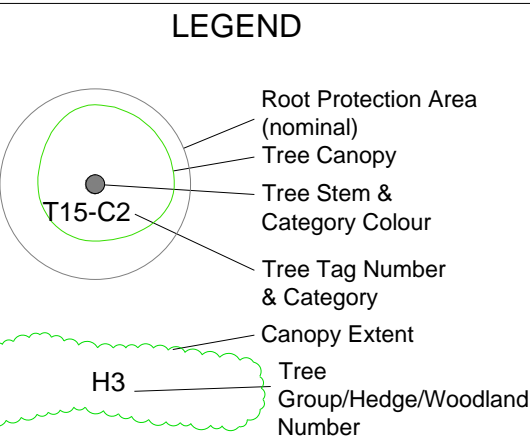 LEGEND
Root Protection Area
(nominal)
Tree Canopy
Tree Stem &
Category Colour
T15-C2
Tree Tag Number
& Category
Canopy Extent
H3
Tree
Group/Hedge/Woodland
Number